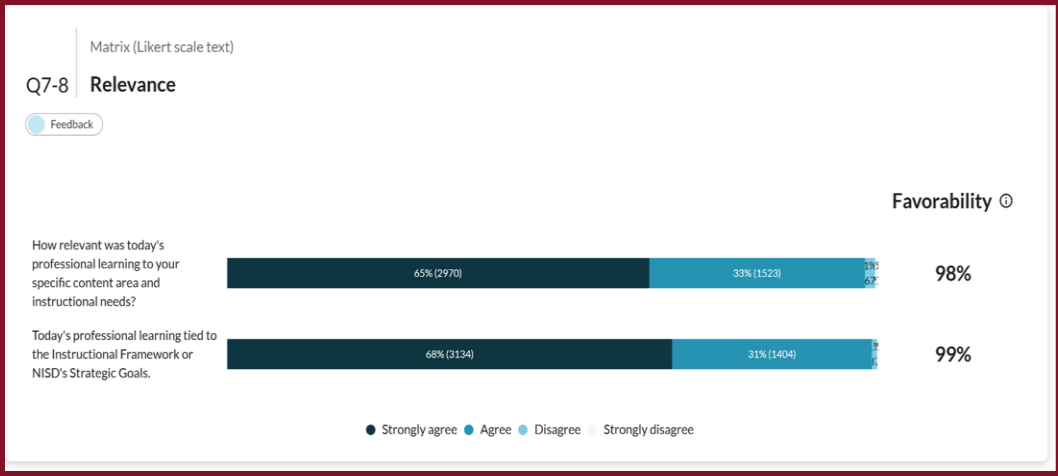 Matrix (Likert scale text)
Q7-8
Relevance
Feedback
Favorability
How relevant was today's
professional learning to your
specific content area and
instructional needs?
65% (2970)
33% (1523)
98%
Today's professional learning tied to
the Instructional Framework or
NISD's Strategic Goals.
68% (3134)
31% (1404)
99%
Strongly agree
Agree
Disagree
Strongly disagree